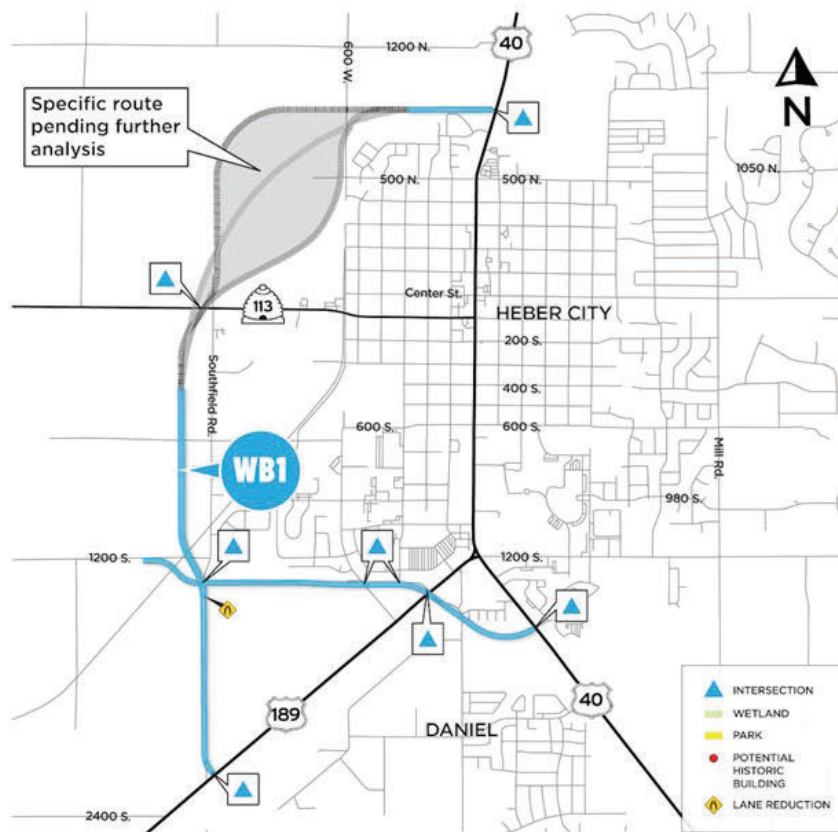 1200 N.
40
600 W.
N
Specific route
pending further
analysis
1050 N.
500 N.
500 N.
Center St.
113
HEBER CITY
200 S.
Southfield Rd.
400 S.
600 S.
600 S.
Mill Rd.
WB1
980 S.
1200 S.
1200 S.
189
40
DANIEL
2400 S.
INTERSECTION
WETLAND
PARK
POTENTIAL
HISTORIC
BUILDING
LANE REDUCTION